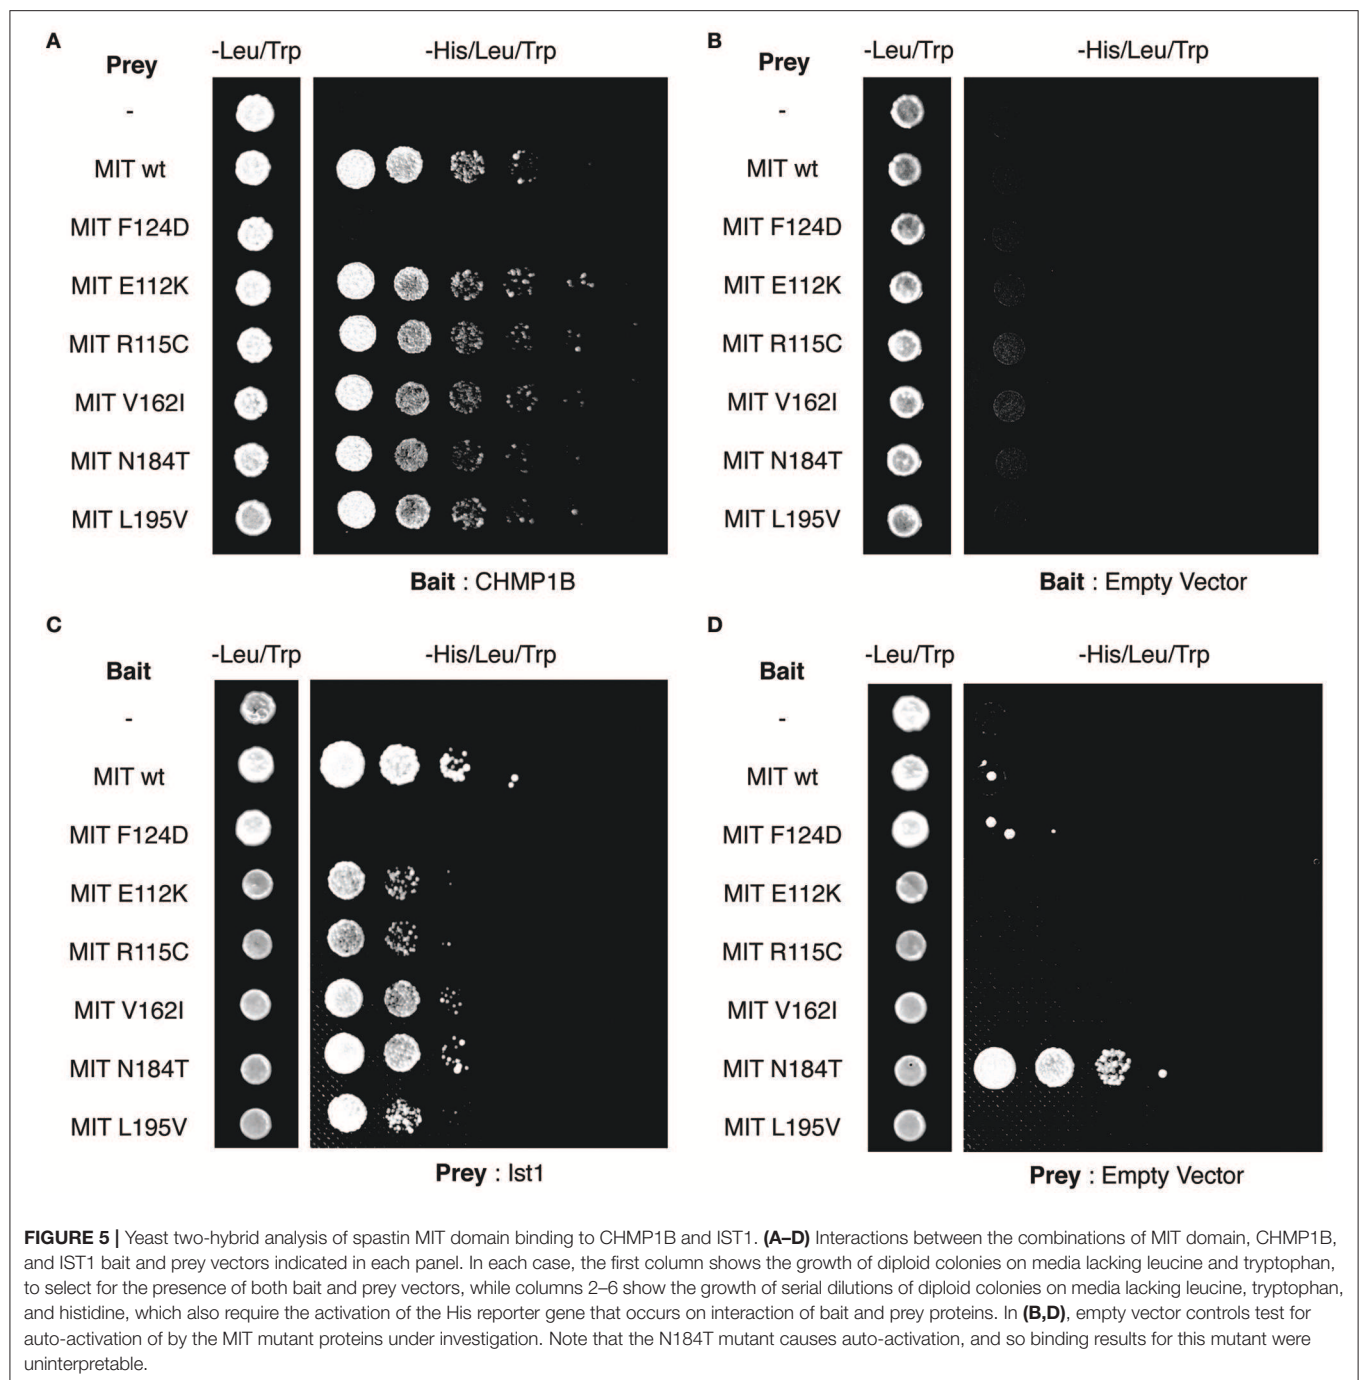 A
-Leu/Trp
-His/Leu/Trp
Prey
-
MIT wt
MIT F124D
MIT E112K
MIT R115C
MIT V162I
MIT N184T
MIT L195V
Bait : CHMP1B
B
-Leu/Trp
-His/Leu/Trp
Prey
-
MIT wt
MIT F124D
MIT E112K
MIT R115C
MIT V162I
MIT N184T
MIT L195V
Bait : Empty Vector
C
-Leu/Trp
-His/Leu/Trp
Bait
-
MIT wt
MIT F124D
MIT E112K
MIT R115C
MIT V162I
MIT N184T
MIT L195V
Prey : Ist1
D
-Leu/Trp
-His/Leu/Trp
Bait
-
MIT wt
MIT F124D
MIT E112K
MIT R115C
MIT V162I
MIT N184T
MIT L195V
Prey : Empty Vector
FIGURE 5 | Yeast two-hybrid analysis of spastin MIT domain binding to CHMP1B and IST1. (A–D) Interactions between the combinations of MIT domain, CHMP1B,
and IST1 bait and prey vectors indicated in each panel. In each case, the first column shows the growth of diploid colonies on media lacking leucine and tryptophan,
to select for the presence of both bait and prey vectors, while columns 2–6 show the growth of serial dilutions of diploid colonies on media lacking leucine, tryptophan,
and histidine, which also require the activation of the His reporter gene that occurs on interaction of bait and prey proteins. In (B,D), empty vector controls test for
auto-activation of by the MIT mutant proteins under investigation. Note that the N184T mutant causes auto-activation, and so binding results for this mutant were
uninterpretable.